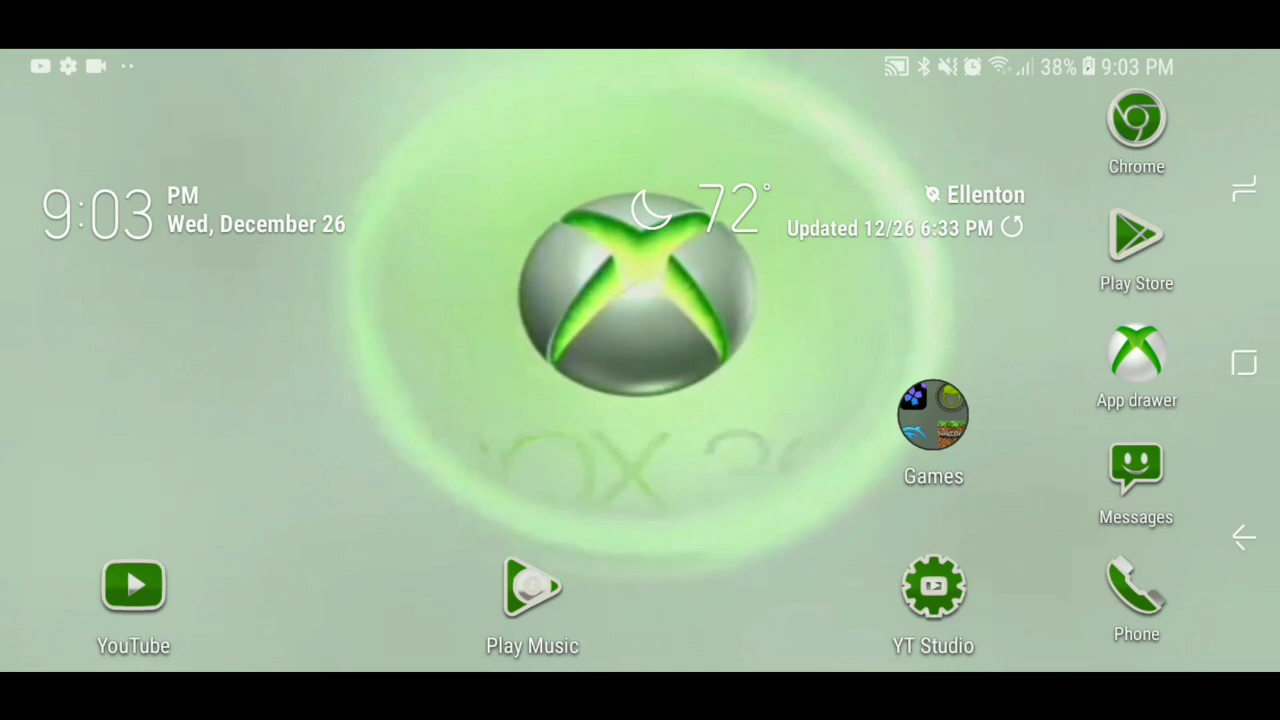 38% 9:03 PM
9:03 PM
Wed, December 26
72°
Ellenton
Updated 12/26 6:33 PM
Chrome
Play Store
App drawer
Games
Messages
YouTube
Play Music
YT Studio
Phone